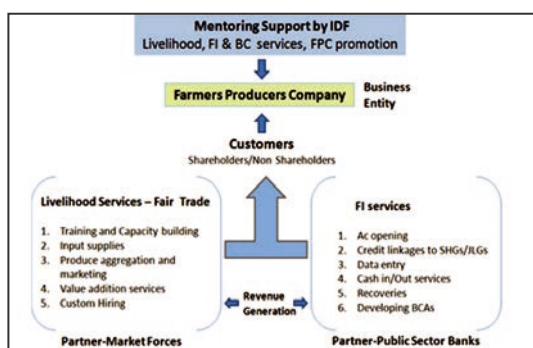 Mentoring Support by IDF
Livelihood, FI & BC services, FPC promotion
Farmers Producers Company
Business
Entity
Customers
Shareholders/Non Shareholders
Livelihood Services – Fair Trade
1. Training and Capacity building
2. Input supplies
3. Produce aggregation and
marketing
4. Value addition services
5. Custom Hiring
FI services
1. Ac opening
2. Credit linkages to SHGs/JLGs
3. Data entry
4. Cash in/Out services
5. Recoveries
6. Developing BCAs
Revenue
Generation
Partner-Market Forces
Partner-Public Sector Banks